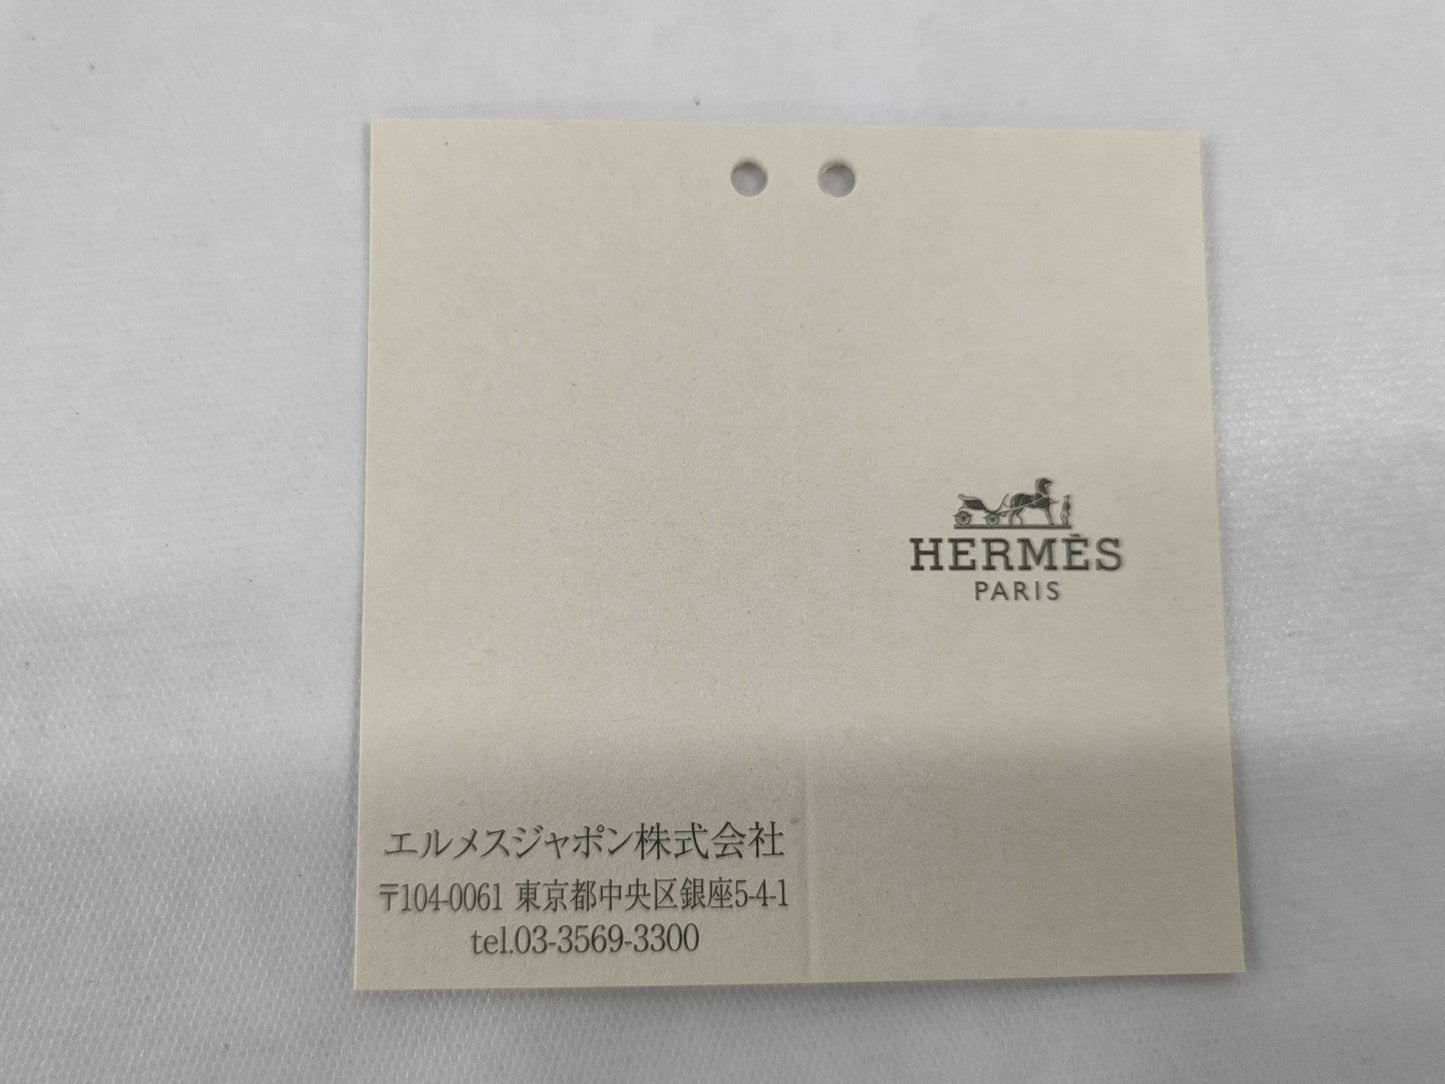 HERMÈS
PARIS
エルメスジャポン株式会社
〒104-0061 東京都中央区銀座5-4-1
tel.03-3569-3300